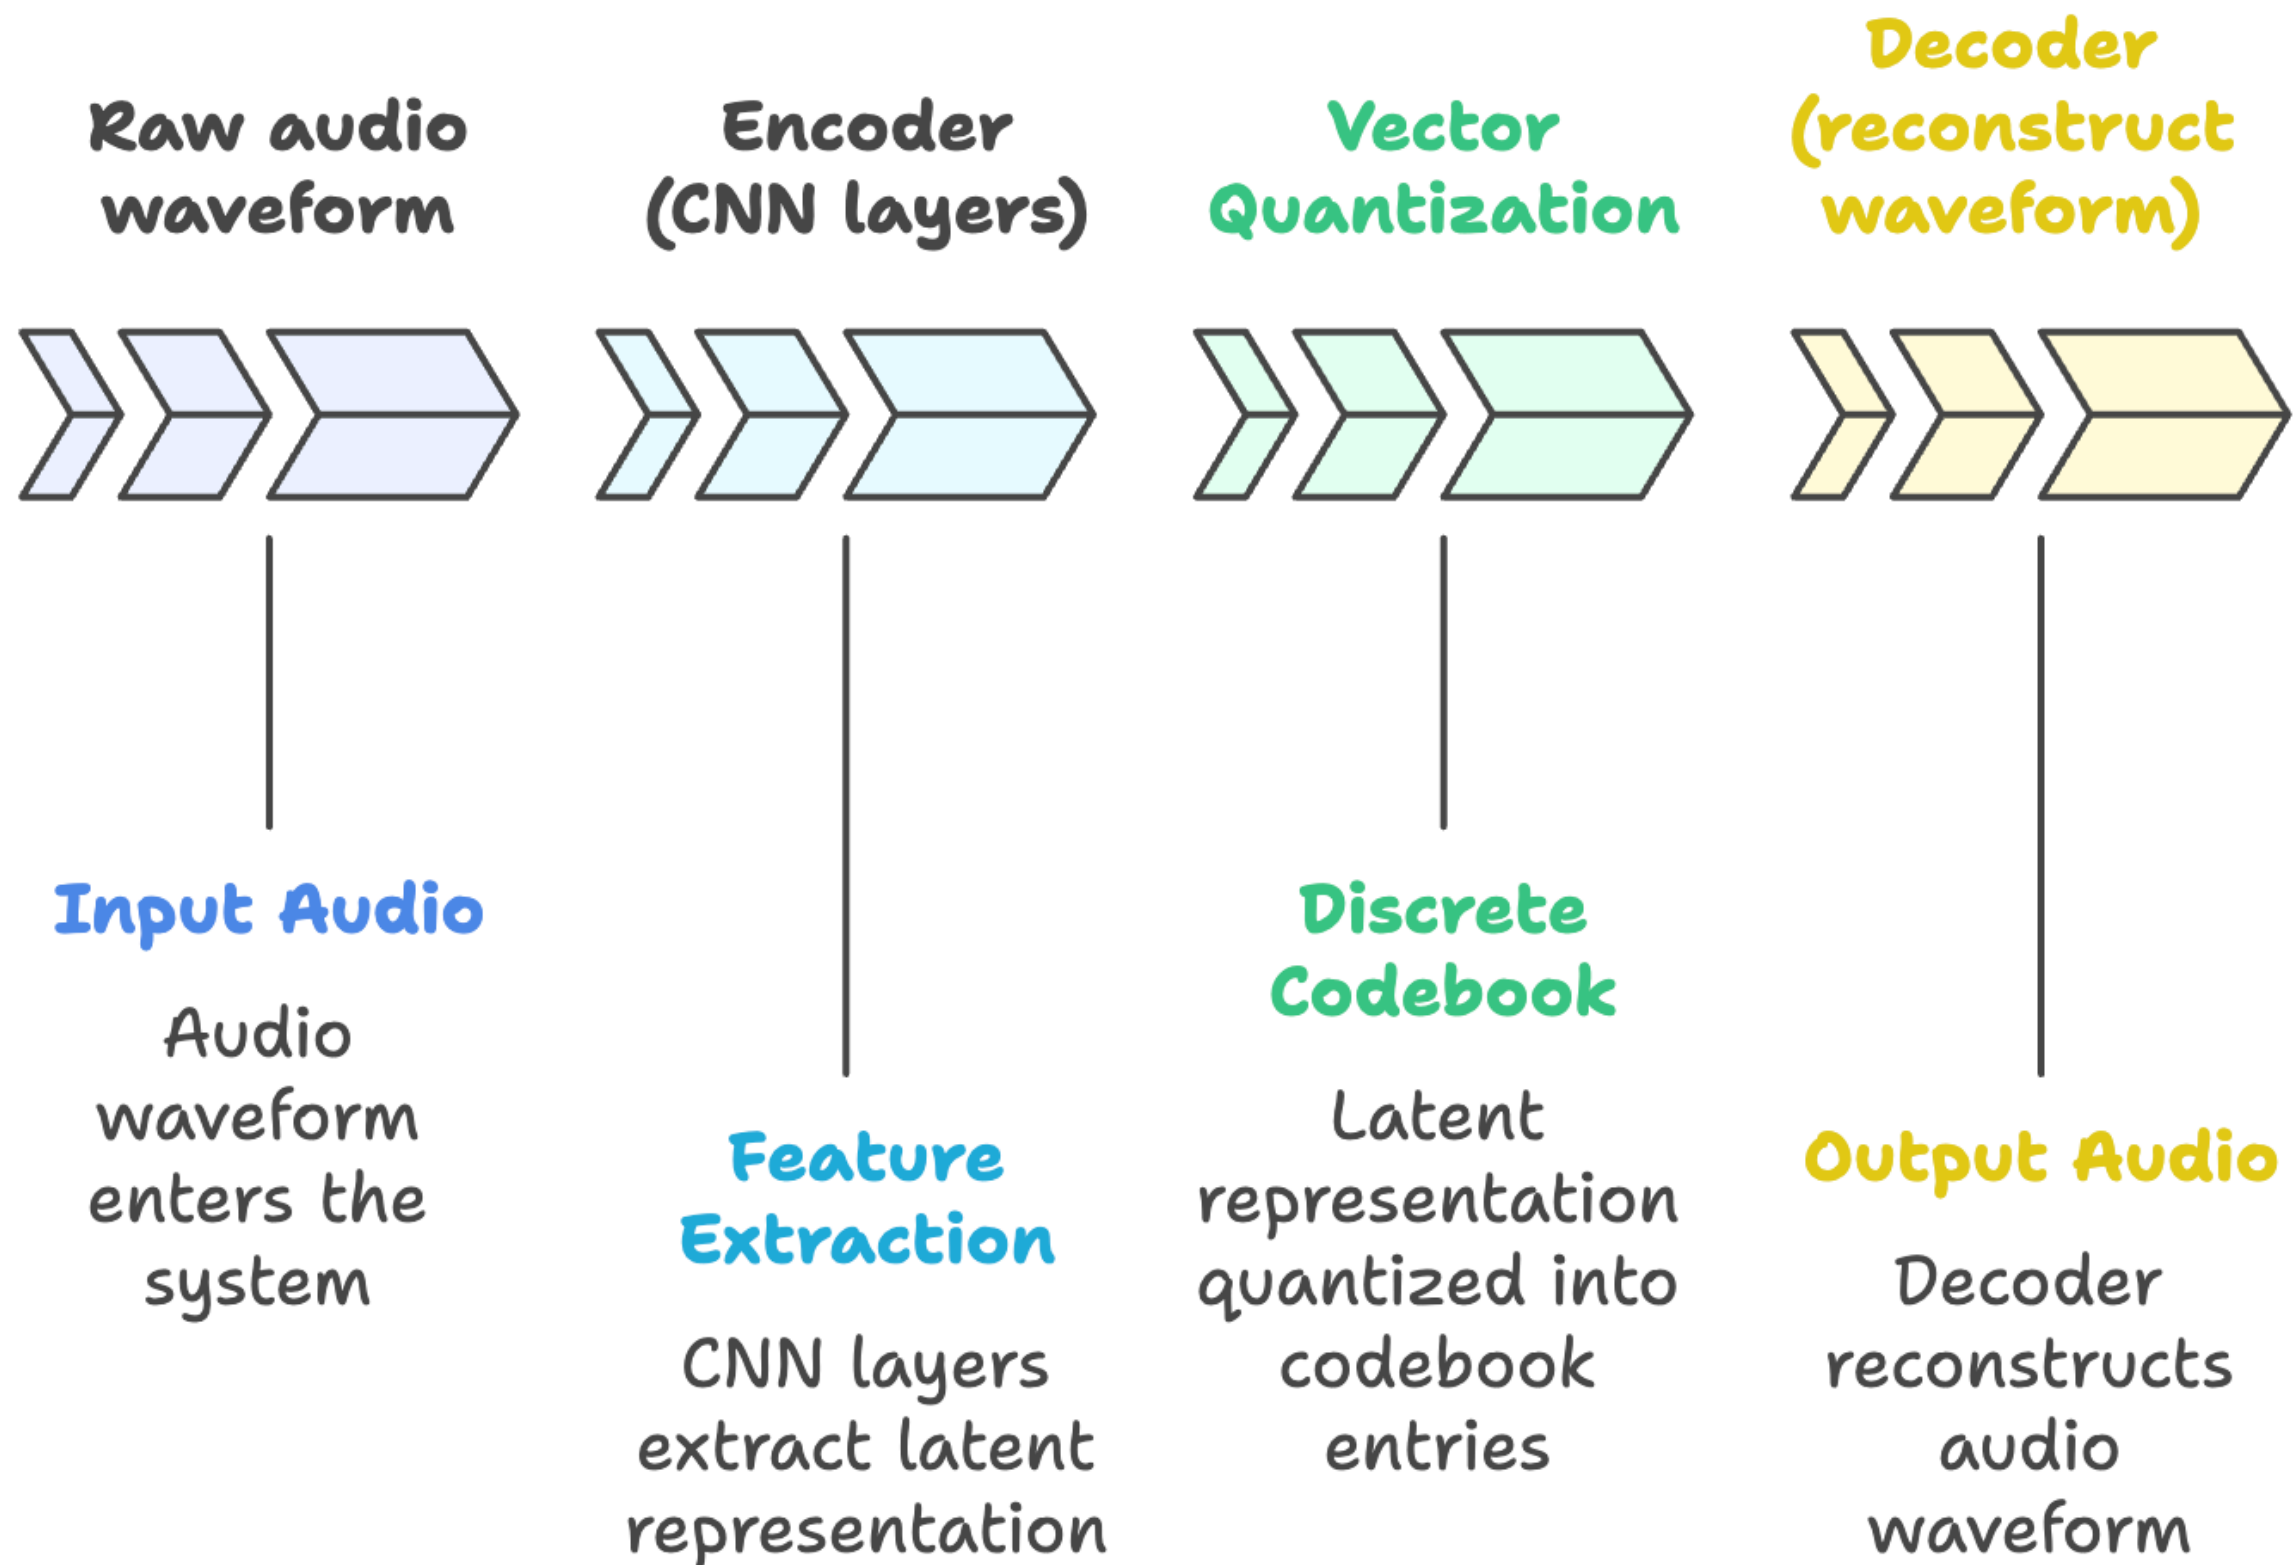 Raw audio
waveform
Input Audio
Audio
waveform
enters the
system
Encoder
(CNN layers)
Feature
Extraction
CNN layers
extract latent
representation
Vector
Quantization
Discrete
Codebook
Latent
representation
quantized into
codebook
entries
Decoder
(reconstruct
waveform)
Output Audio
Decoder
reconstructs
audio
waveform